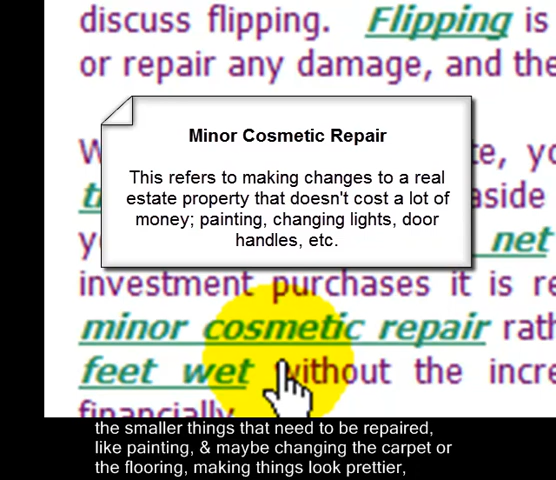 discuss flipping. Flipping is
or repair any damage, and the
Minor Cosmetic Repair
This refers to making changes to a real
estate property that doesn't cost a lot of
money; painting, changing lights, door
handles, etc.
W te, yo
t aside
y net
investment purchases it is re
minor cosmetic repair rath
feet wet without the incre
financially.
the smaller things that need to be repaired,
like painting, & maybe changing the carpet or
the flooring, making things look prettier,